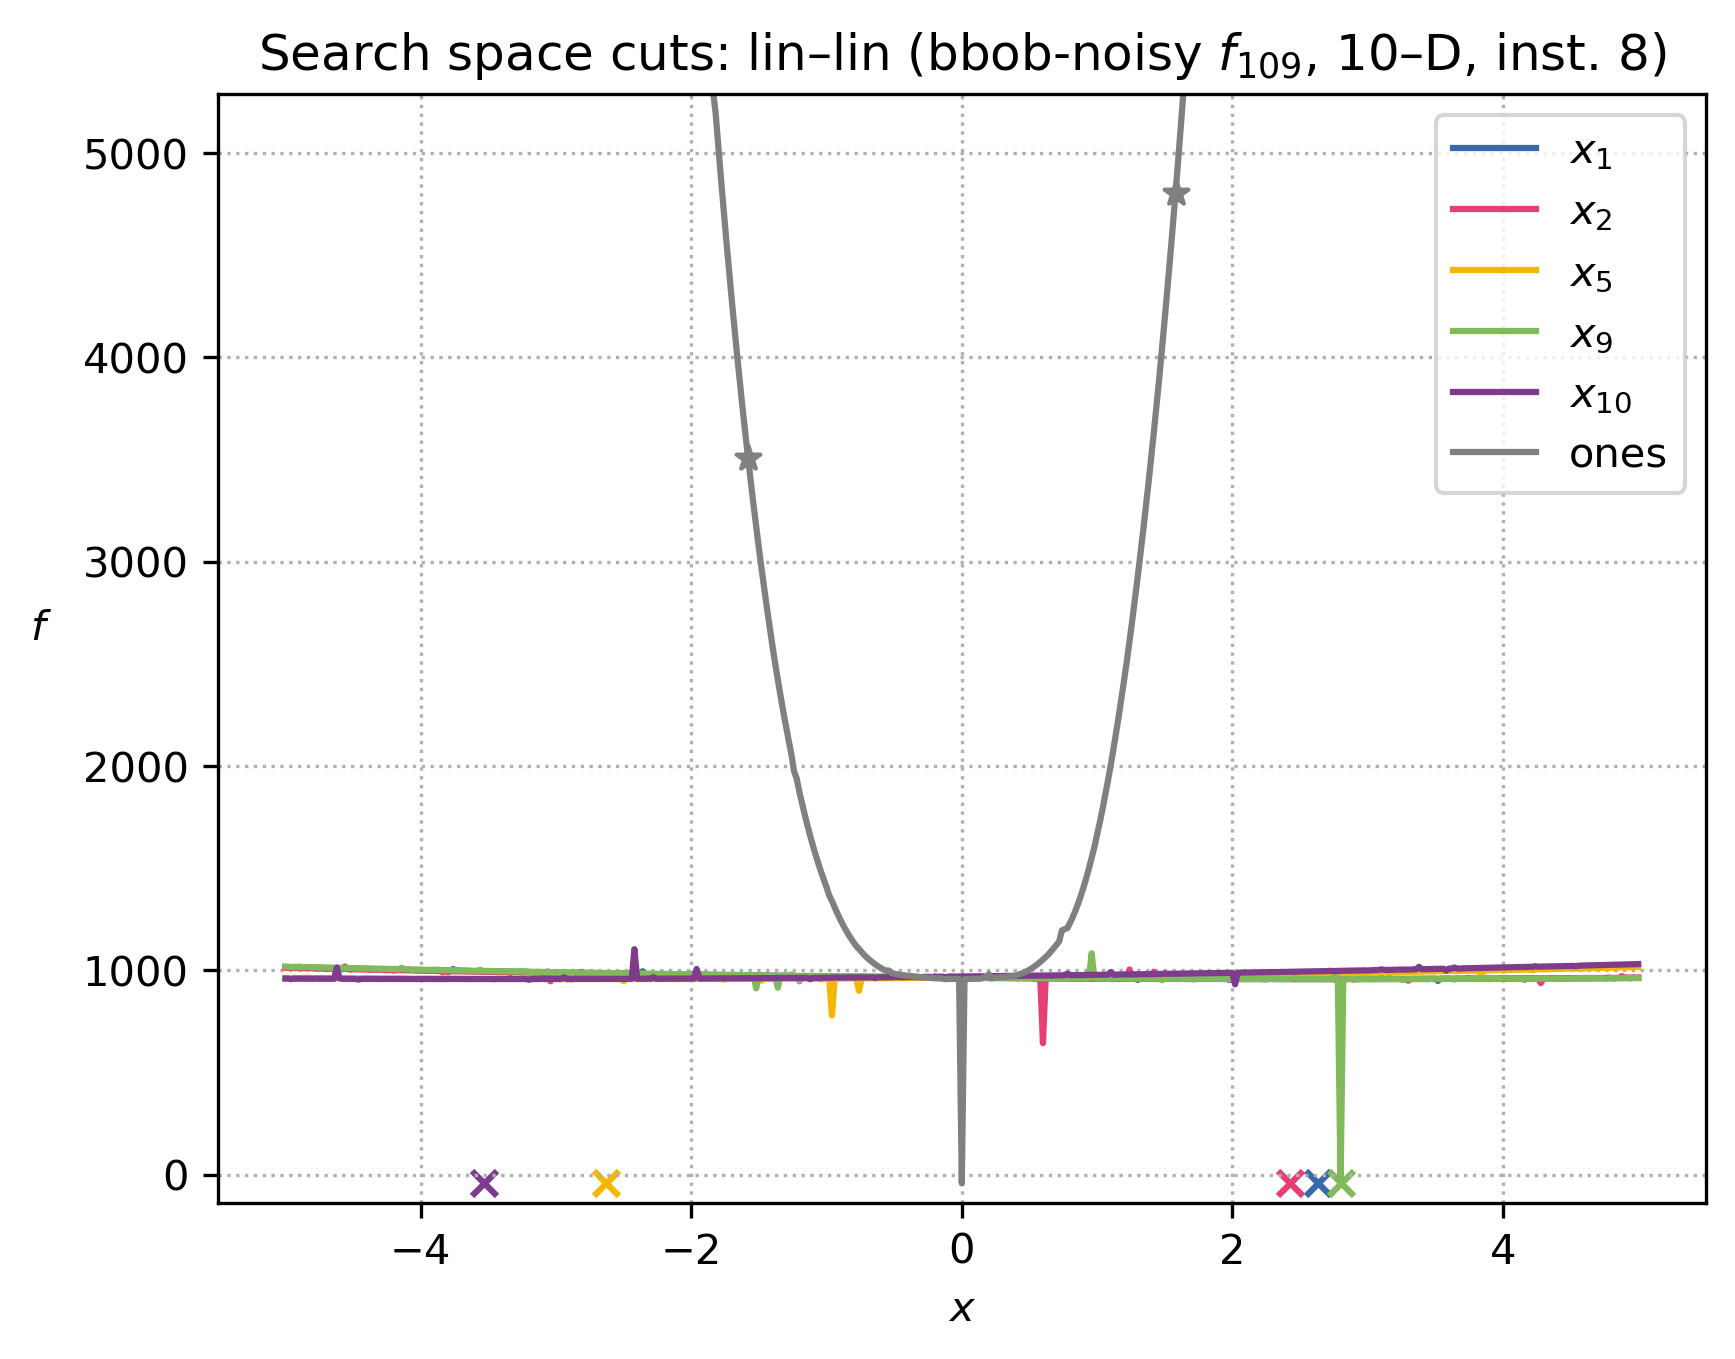 Search space cuts: lin–lin (bbob-noisy f₁₀₉, 10–D, inst. 8)
x₁
x₂
x₅
x₉
x₁₀
ones
5000
4000
3000
2000
1000
0
f
−4
−2
0
2
4
x